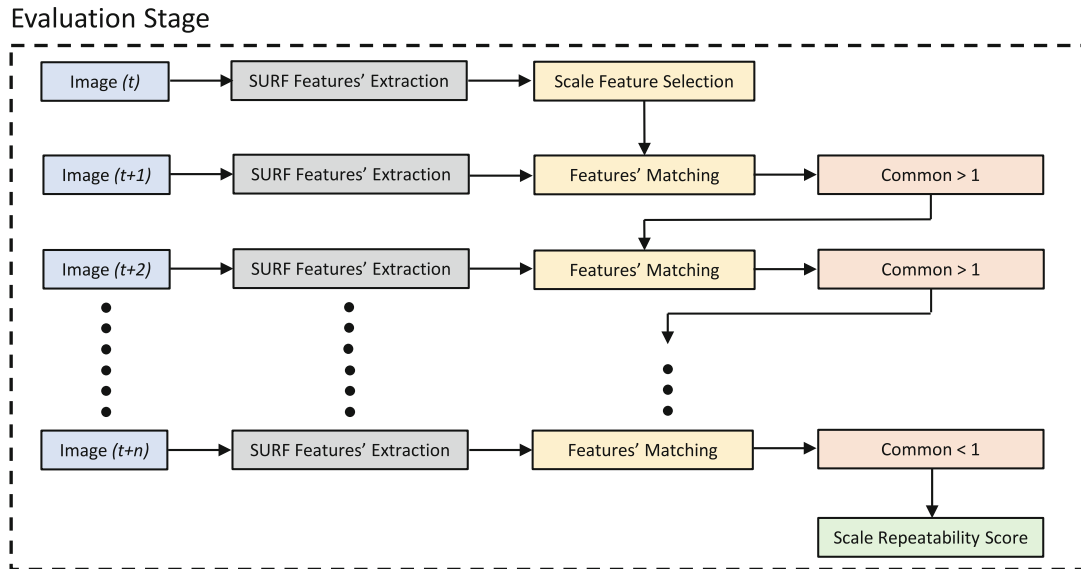 Evaluation Stage
Image (t)
SURF Features’ Extraction
Scale Feature Selection
Image (t+1)
SURF Features’ Extraction
Features’ Matching
Common > 1
Image (t+2)
SURF Features’ Extraction
Features’ Matching
Common > 1
Image (t+n)
SURF Features’ Extraction
Features’ Matching
Common < 1
Scale Repeatability Score